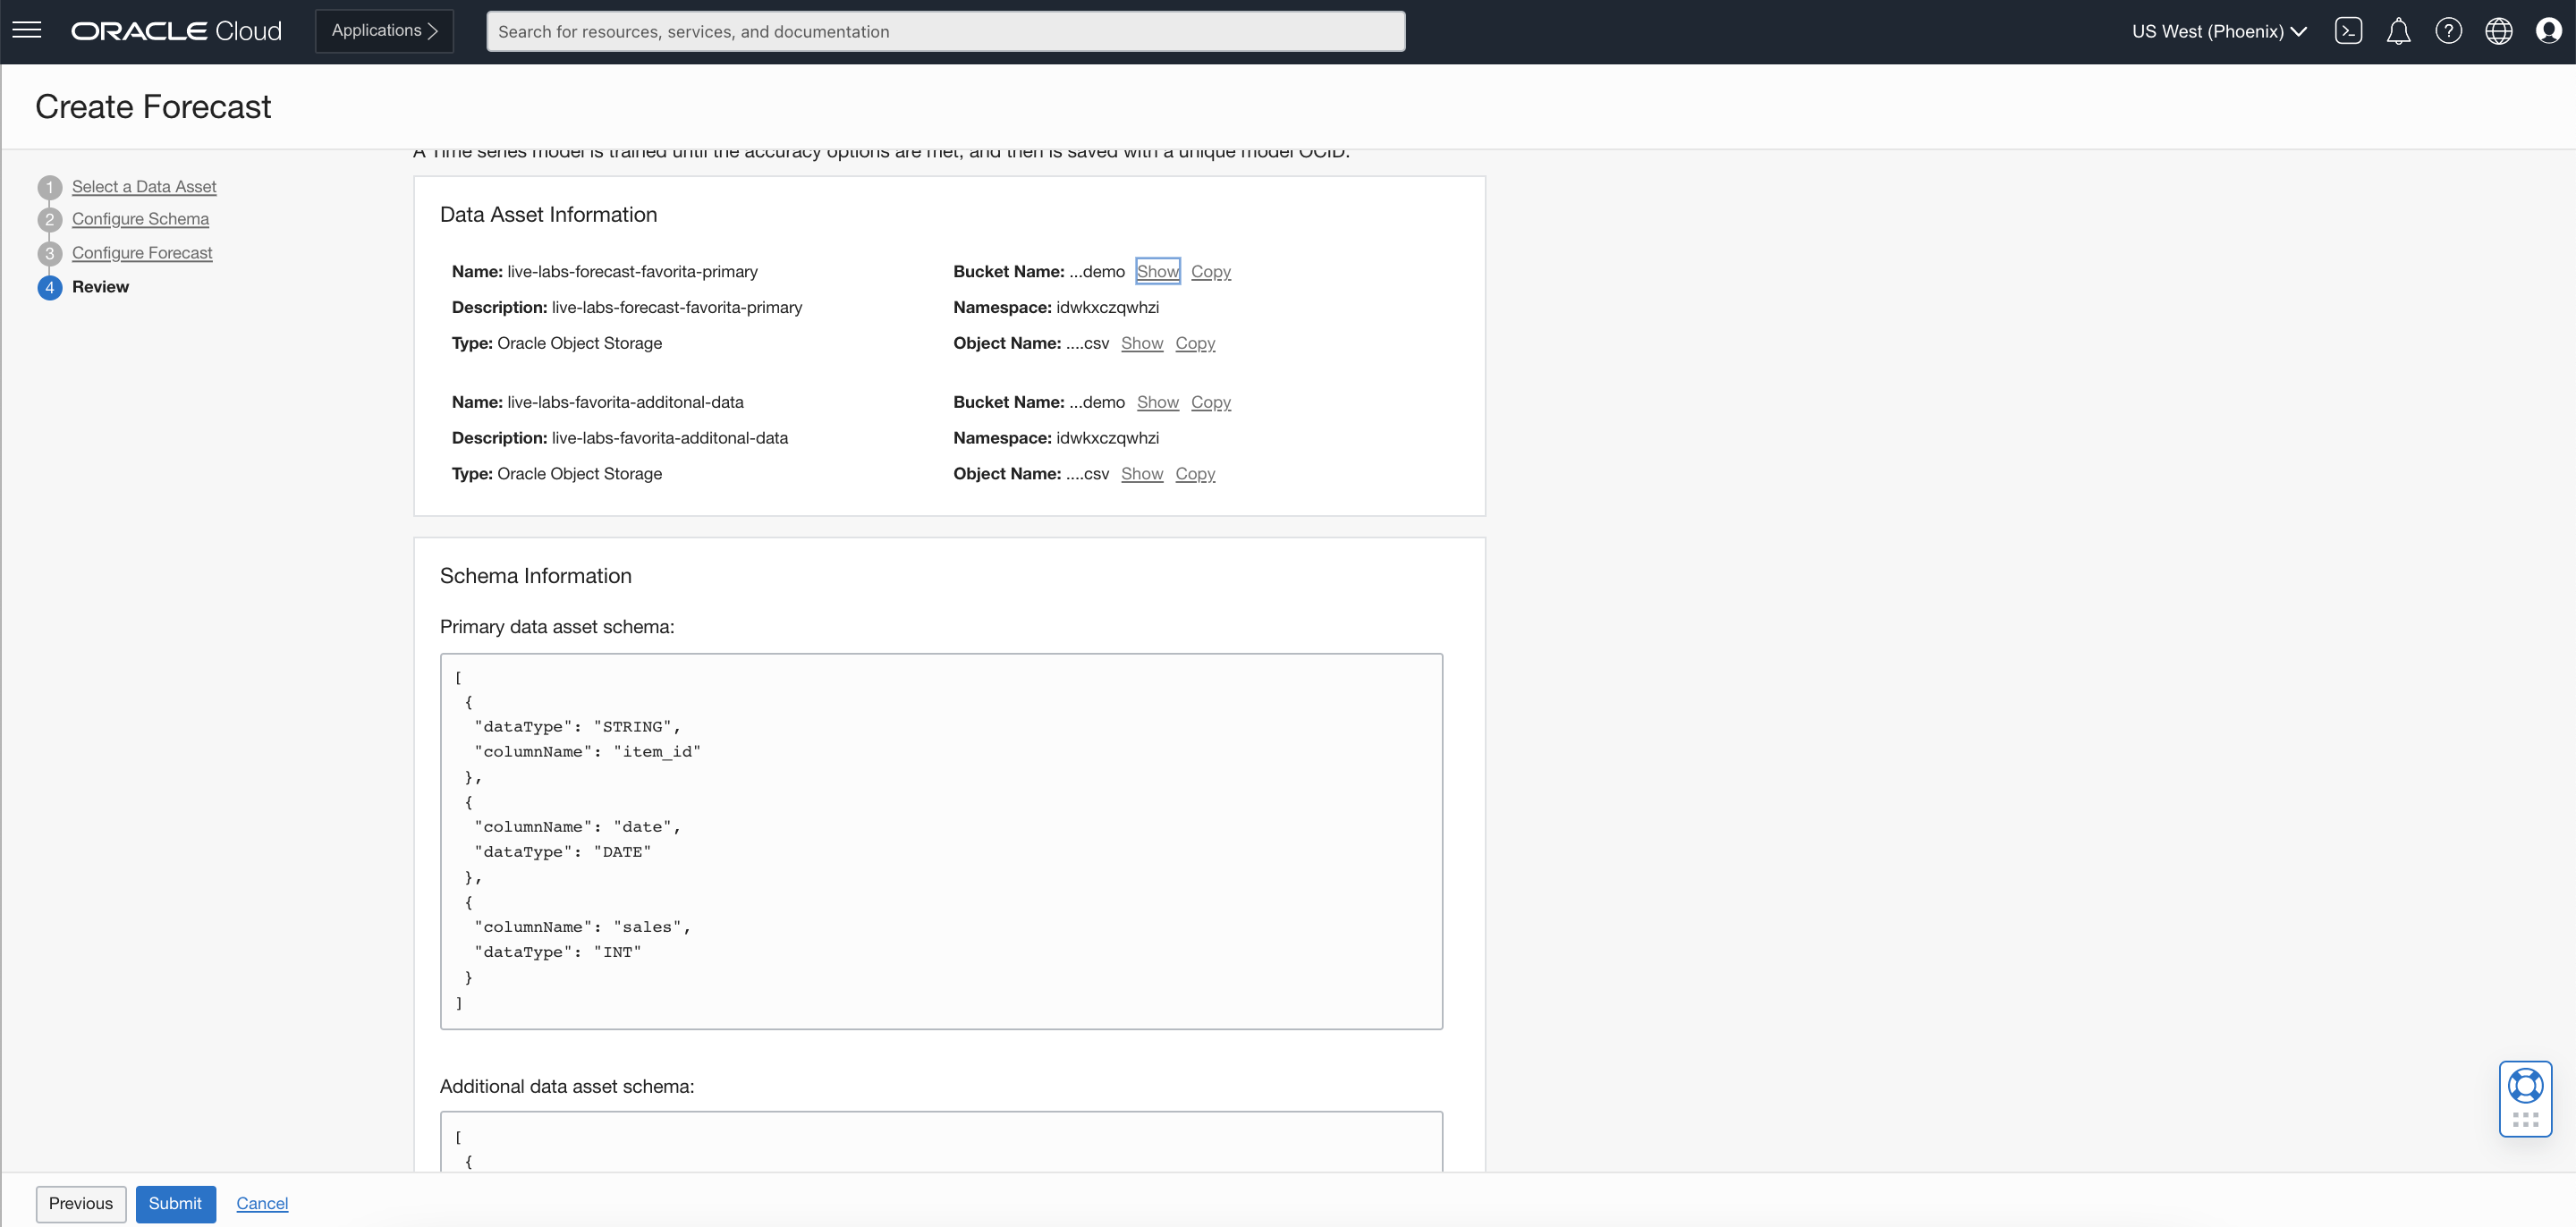 ORACLE Cloud
Applications
Search for resources, services, and documentation
US West (Phoenix)
Create Forecast
A Time series model is trained until the accuracy options are met, and then is saved with a unique model OCID.
1 Select a Data Asset
2 Configure Schema
3 Configure Forecast
4 Review
Data Asset Information
Name: live-labs-forecast-favorita-primary
Description: live-labs-forecast-favorita-primary
Type: Oracle Object Storage
Bucket Name: ...demo Show Copy
Namespace: idwkxczqwhzi
Object Name: ....csv Show Copy
Name: live-labs-favorita-additonal-data
Description: live-labs-favorita-additonal-data
Type: Oracle Object Storage
Bucket Name: ...demo Show Copy
Namespace: idwkxczqwhzi
Object Name: ....csv Show Copy
Schema Information
Primary data asset schema:
[
{
"dataType": "STRING",
"columnName": "item_id"
},
{
"columnName": "date",
"dataType": "DATE"
},
{
"columnName": "sales",
"dataType": "INT"
}
]
Additional data asset schema:
[
{
Previous
Submit
Cancel